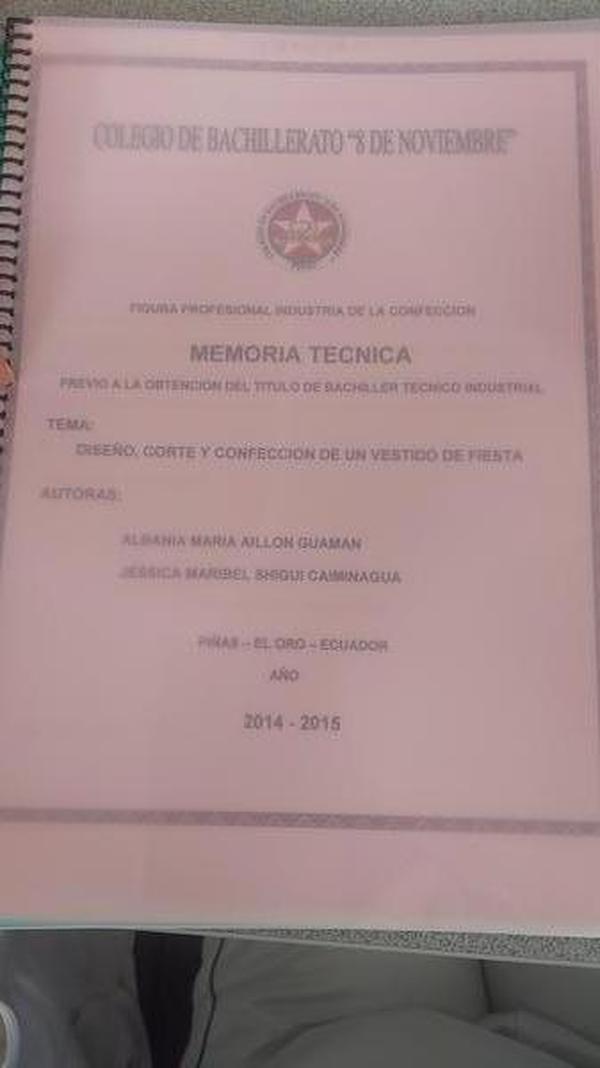 COLEGIO DE BACHILLERATO "8 DE NOVIEMBRE"
FIGURA PROFESIONAL INDUSTRIA DE LA CONFECCION
MEMORIA TECNICA
PREVIO A LA OBTENCION DEL TITULO DE BACHILLER TECNICO INDUSTRIAL
TEMA:
DISEÑO, CORTE Y CONFECCION DE UN VESTIDO DE FIESTA
AUTORAS:
ALBANIA MARIA AILLON GUAMAN
JESSICA MARIBEL SHIGUI CAIMINAGUA
PIÑAS – EL ORO – ECUADOR
AÑO
2014 - 2015